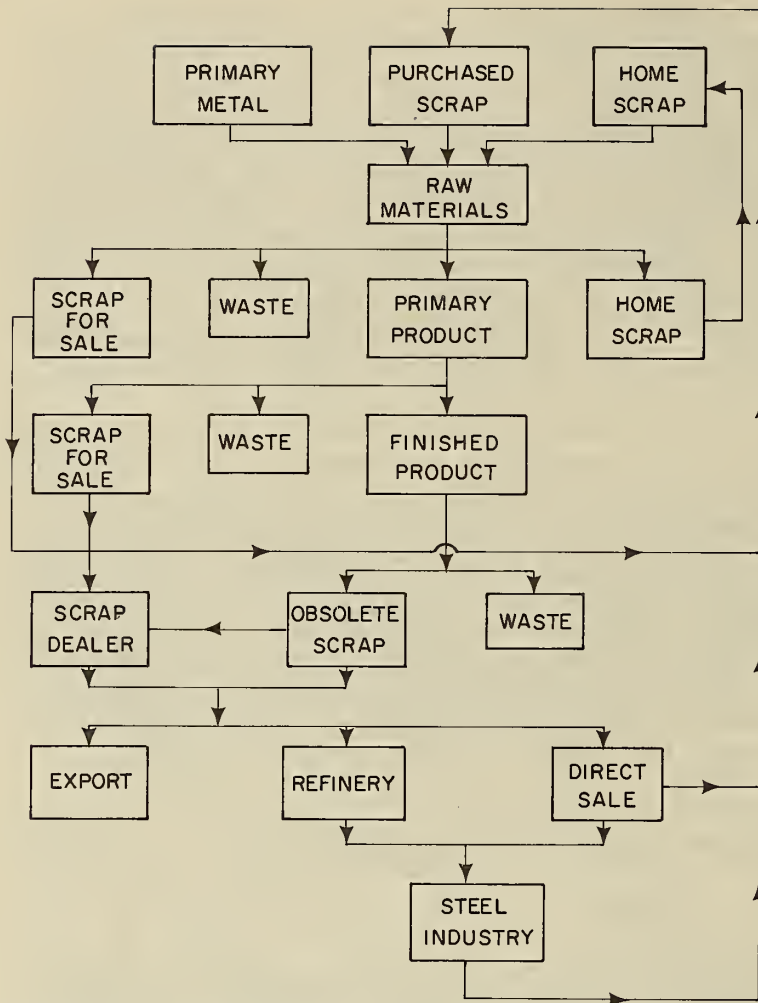 PRIMARY
METAL
PURCHASED
SCRAP
HOME
SCRAP
RAW
MATERIALS
SCRAP
FOR
SALE
WASTE
PRIMARY
PRODUCT
HOME
SCRAP
SCRAP
FOR
SALE
WASTE
FINISHED
PRODUCT
SCRAP
DEALER
OBSOLETE
SCRAP
WASTE
EXPORT
REFINERY
DIRECT
SALE
STEEL
INDUSTRY